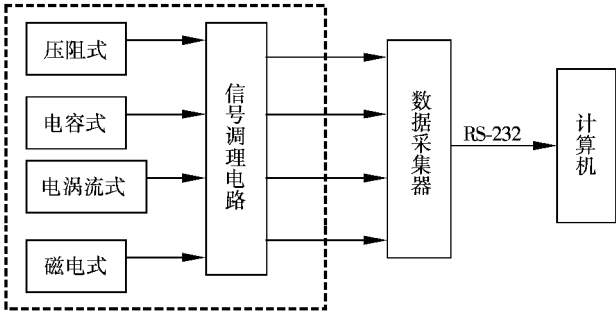 压阻式
电容式
电涡流式
磁电式
信号调理电路
数据采集器
RS-232
计算机